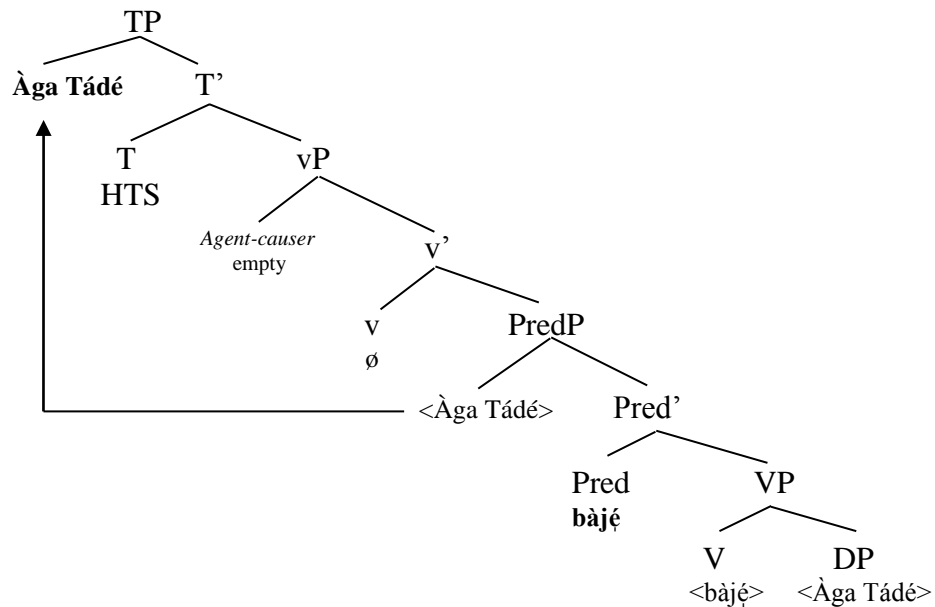 TP
Àga Tádé T’
T vP
HTS
Agent-causer
empty
v’
v PredP
ø
<Àga Tádé> Pred’
Pred VP
bàjẹ́
V DP
<bàjẹ́> <Àga Tádé>